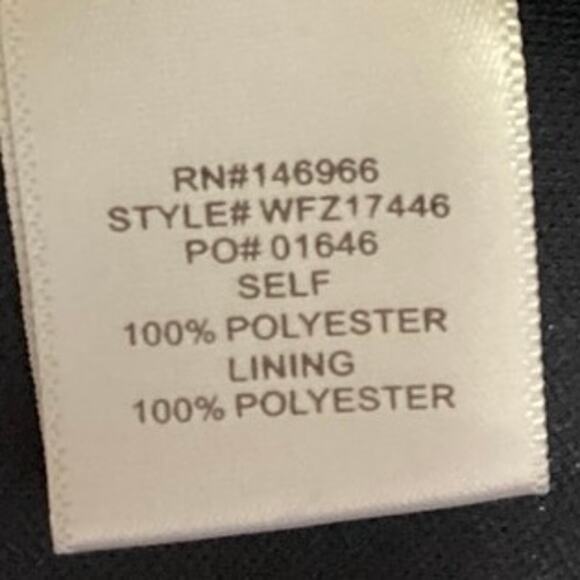 RN#146966
STYLE# WFZ17446
PO# 01646
SELF
100% POLYESTER
LINING
100% POLYESTER